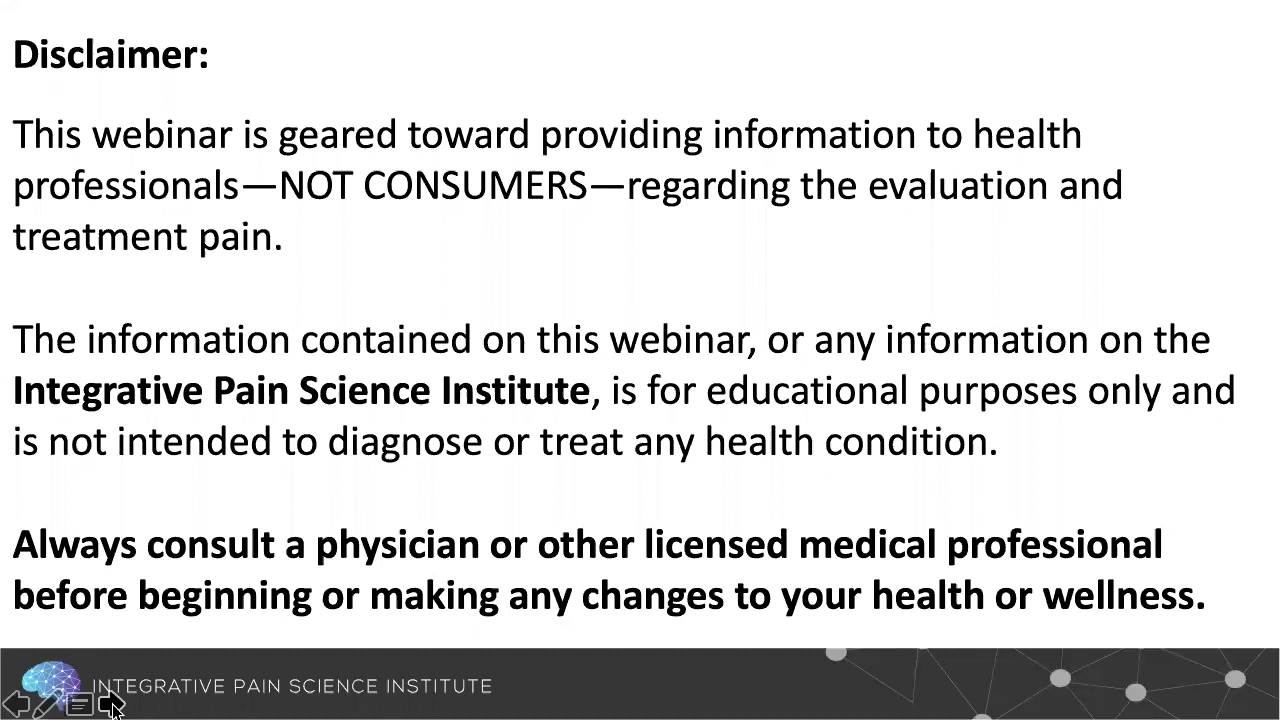 Disclaimer:
This webinar is geared toward providing information to health
professionals—NOT CONSUMERS—regarding the evaluation and
treatment pain.
The information contained on this webinar, or any information on the
Integrative Pain Science Institute, is for educational purposes only and
is not intended to diagnose or treat any health condition.
Always consult a physician or other licensed medical professional
before beginning or making any changes to your health or wellness.
INTEGRATIVE PAIN SCIENCE INSTITUTE